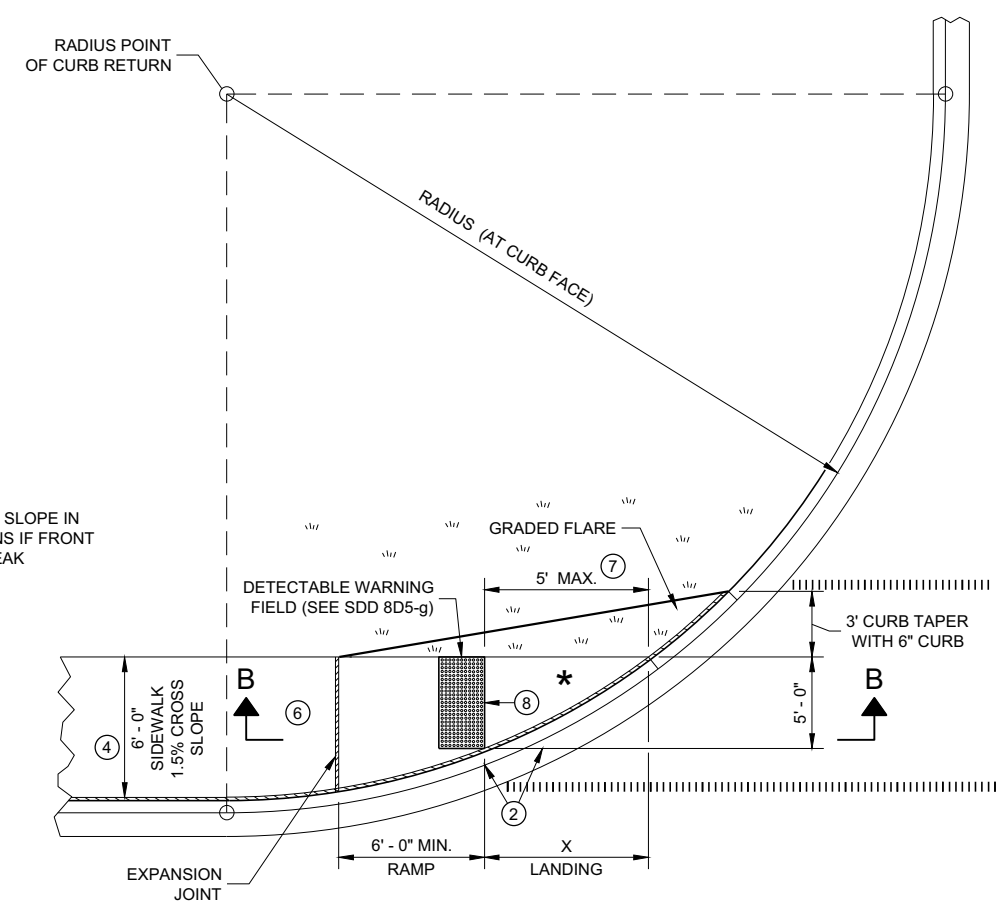 RADIUS POINT
OF CURB RETURN
RADIUS (AT CURB FACE)
SLOPE IN
NS IF FRONT
EAK
GRADED FLARE
5' MAX.
7
DETECTABLE WARNING
FIELD (SEE SDD 8D5-g)
3' CURB TAPER
WITH 6" CURB
B
6
*
8
B
4
6' - 0"
SIDEWALK
1.5% CROSS
SLOPE
5' - 0"
2
6' - 0" MIN.
RAMP
X
LANDING
EXPANSION
JOINT